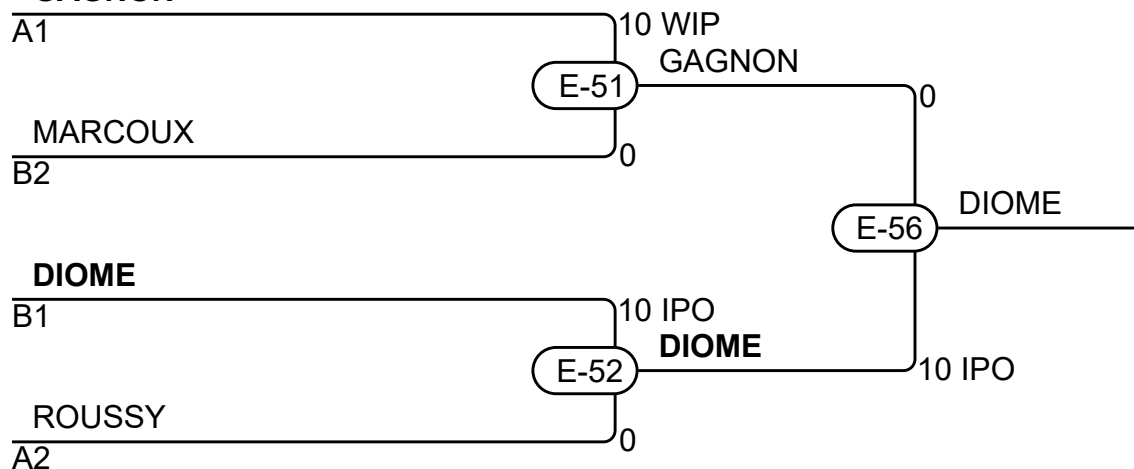 A1
10 WIP
GAGNON
E-51
0
MARCOUX
0
B2
DIOME
E-56
DIOME
B1
10 IPO
DIOME
E-52
10 IPO
ROUSSY
0
A2